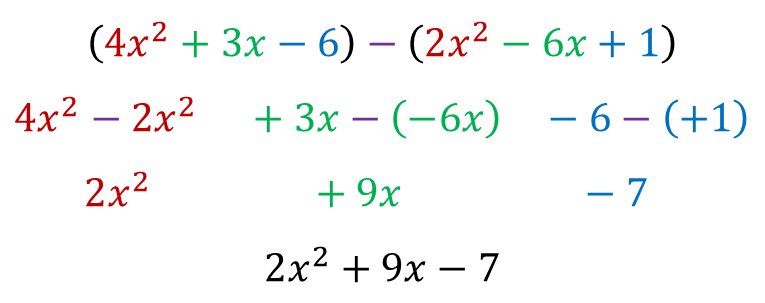 (4x² + 3x − 6) − (2x² − 6x + 1)
4x² − 2x² + 3x − (−6x) − 6 − (+1)
2x² + 9x − 7
2x² + 9x − 7